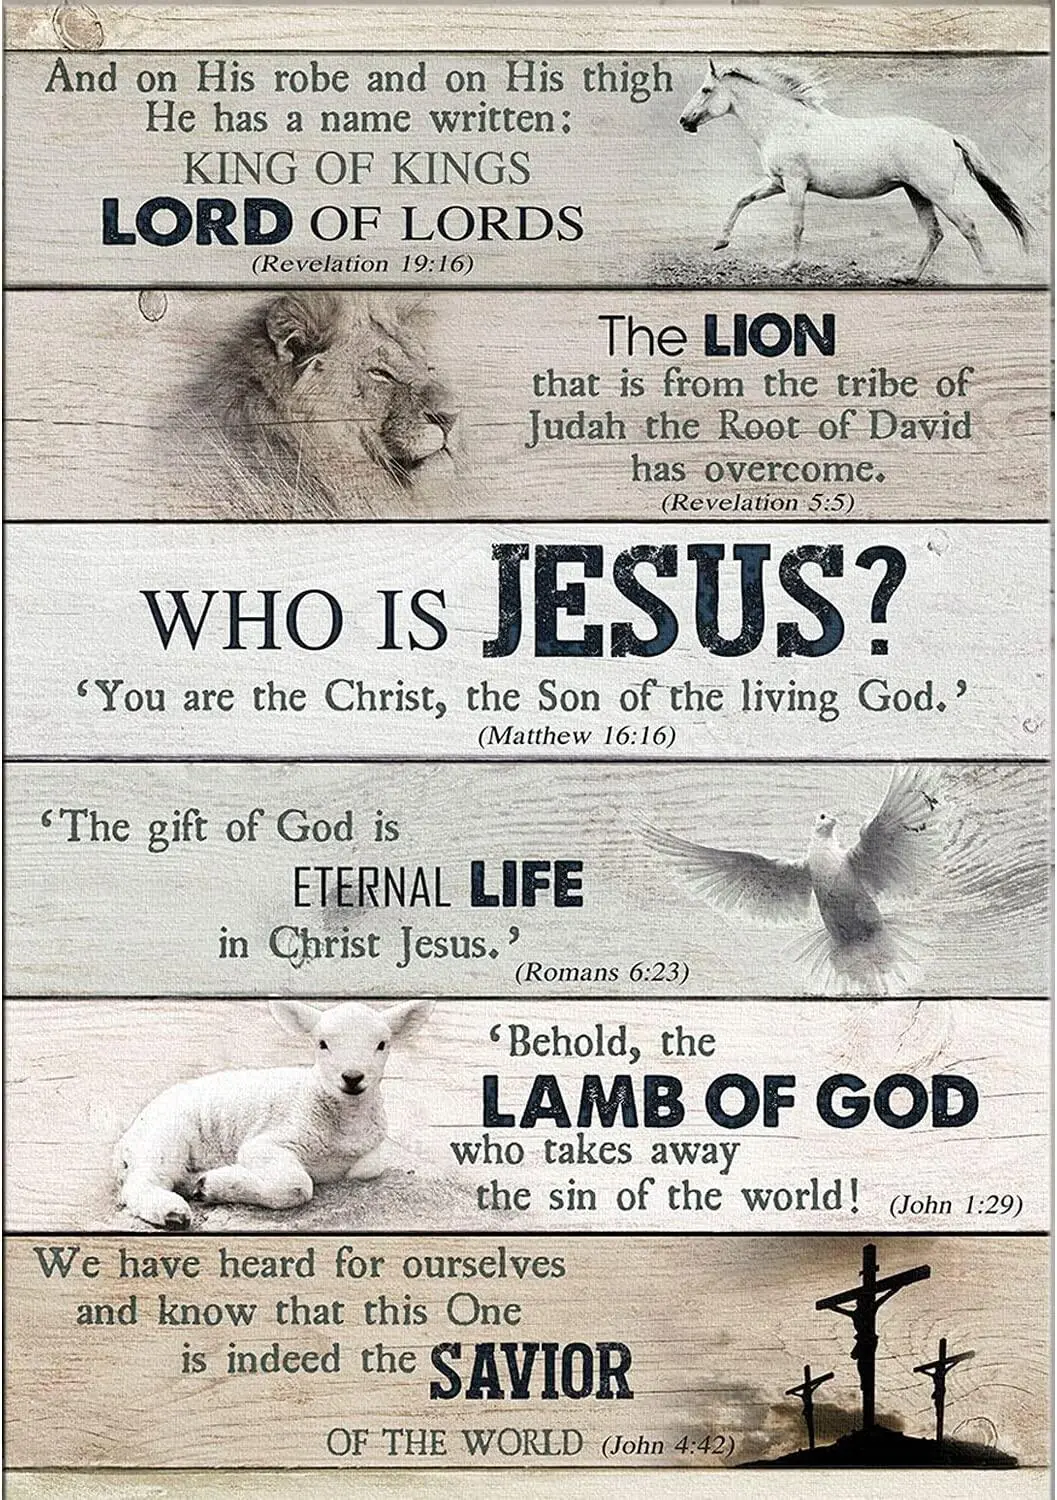 And on His robe and on His thigh
He has a name written:
KING OF KINGS
LORD OF LORDS
(Revelation 19:16)
The LION
that is from the tribe of
Judah the Root of David
has overcome.
(Revelation 5:5)
WHO IS JESUS?
‘You are the Christ, the Son of the living God.’
(Matthew 16:16)
‘The gift of God is
ETERNAL LIFE
in Christ Jesus.’
(Romans 6:23)
‘Behold, the
LAMB OF GOD
who takes away
the sin of the world! (John 1:29)
We have heard for ourselves
and know that this One
is indeed the SAVIOR
OF THE WORLD (John 4:42)